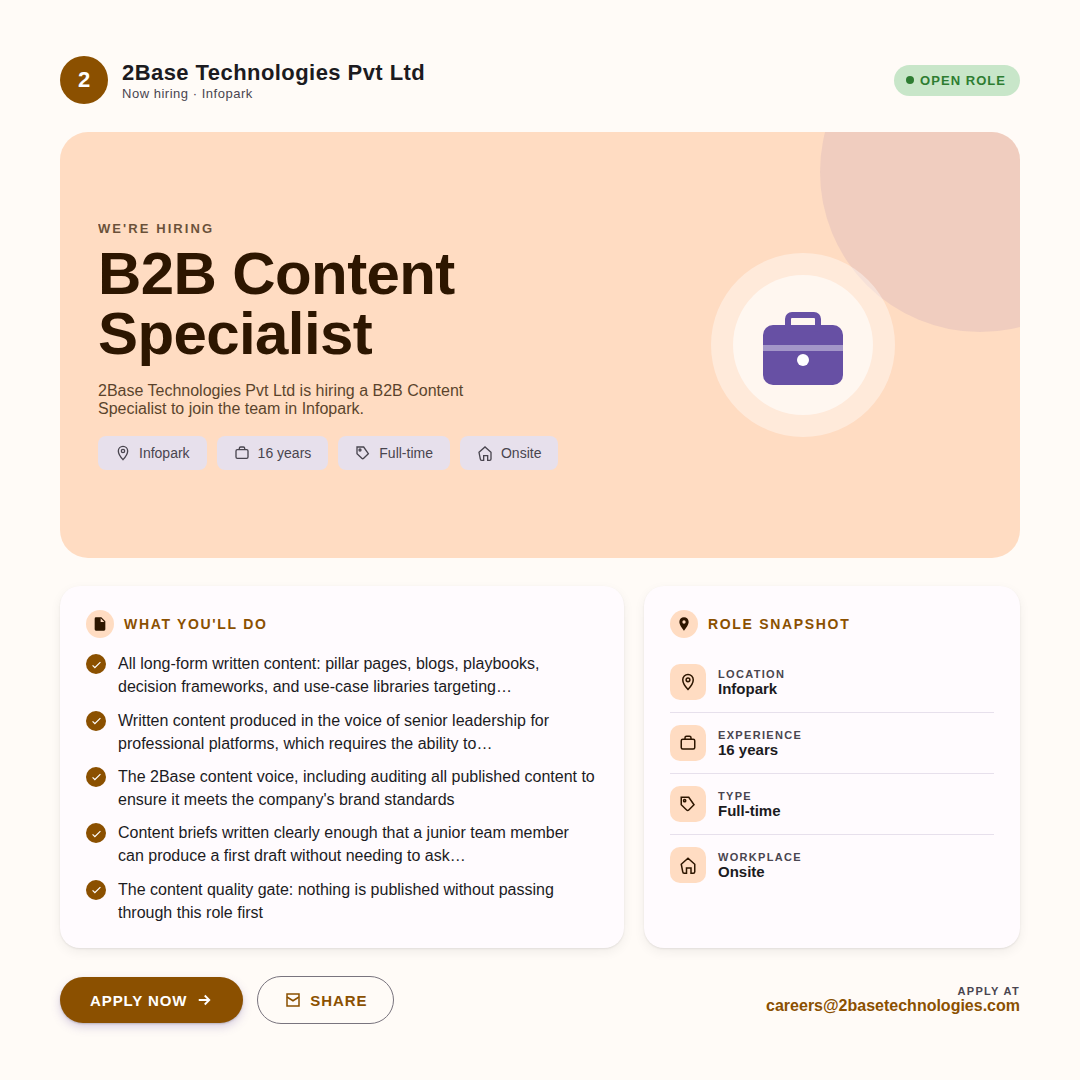 2
2Base Technologies Pvt Ltd
Now hiring · Infopark
OPEN ROLE
WE'RE HIRING
B2B Content
Specialist
2Base Technologies Pvt Ltd is hiring a B2B Content
Specialist to join the team in Infopark.
Infopark
16 years
Full-time
Onsite
WHAT YOU'LL DO
All long-form written content: pillar pages, blogs, playbooks,
decision frameworks, and use-case libraries targeting…
Written content produced in the voice of senior leadership for
professional platforms, which requires the ability to…
The 2Base content voice, including auditing all published content to
ensure it meets the company's brand standards
Content briefs written clearly enough that a junior team member
can produce a first draft without needing to ask…
The content quality gate: nothing is published without passing
through this role first
ROLE SNAPSHOT
LOCATION
Infopark
EXPERIENCE
16 years
TYPE
Full-time
WORKPLACE
Onsite
APPLY NOW
SHARE
APPLY AT
careers@2basetechnologies.com